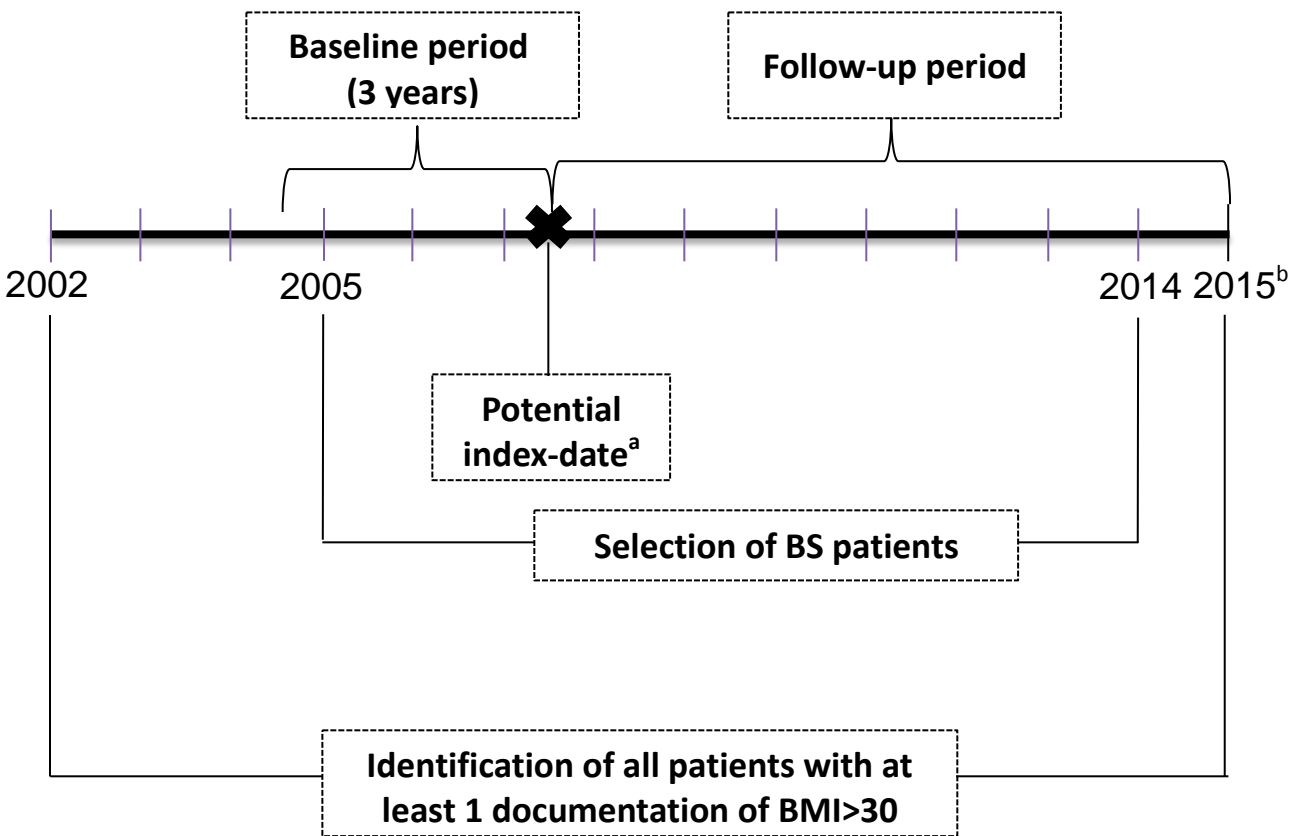 Baseline period
(3 years)
Follow-up period
2002
2005
2014
2015ᵇ
Potential
index-dateᵃ
Selection of BS patients
Identification of all patients with at
least 1 documentation of BMI>30